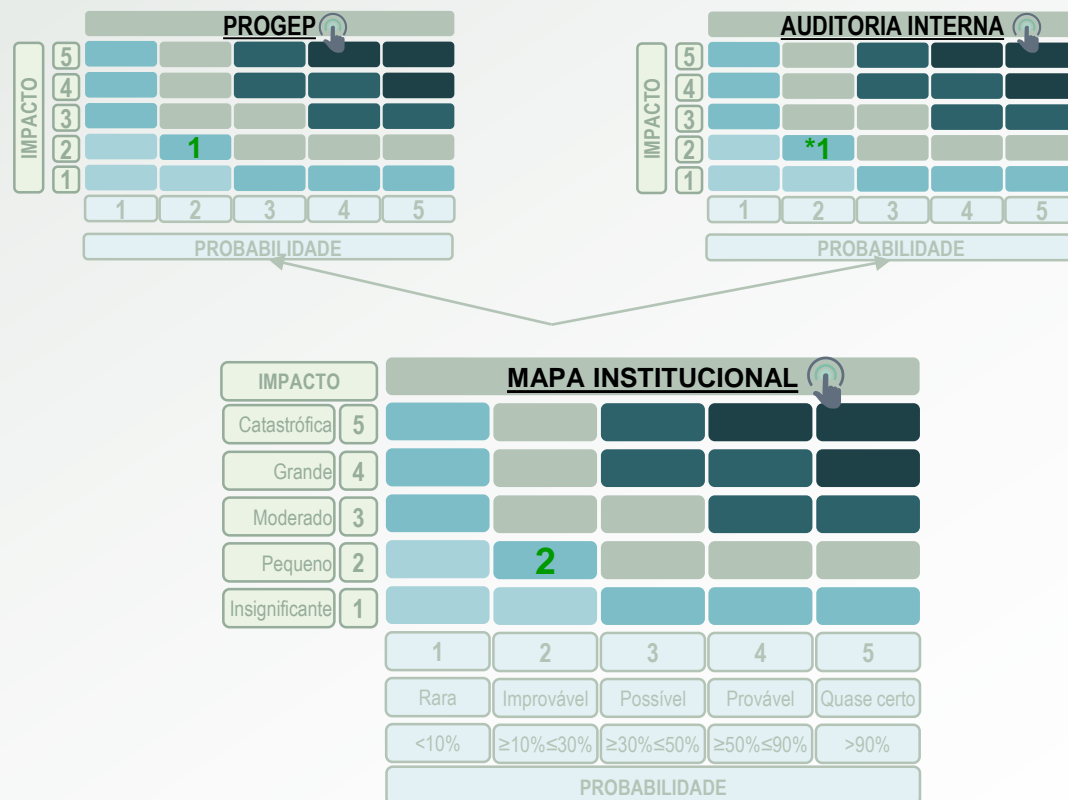 PROGEP
IMPACTO
5
4
3
2 1
1
1 2 3 4 5
PROBABILIDADE
AUDITORIA INTERNA
IMPACTO
5
4
3
2 *1
1
1 2 3 4 5
PROBABILIDADE
IMPACTO MAPA INSTITUCIONAL
Catastrófica 5
Grande 4
Moderado 3
Pequeno 2 2
Insignificante 1
1 2 3 4 5
Rara Improvável Possível Provável Quase certo
<10% ≥10%≤30% ≥30%≤50% ≥50%≤90% >90%
PROBABILIDADE